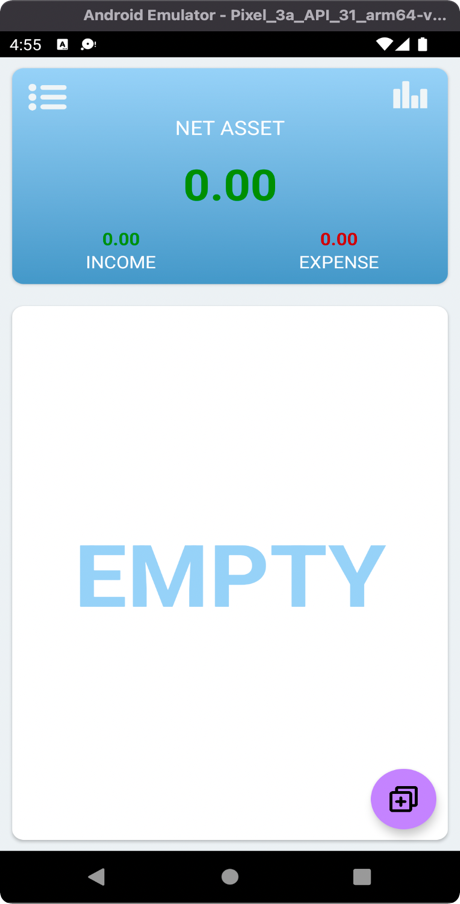 Android Emulator - Pixel_3a_API_31_arm64-v...
4:55
NET ASSET
0.00
0.00 0.00
INCOME EXPENSE
EMPTY